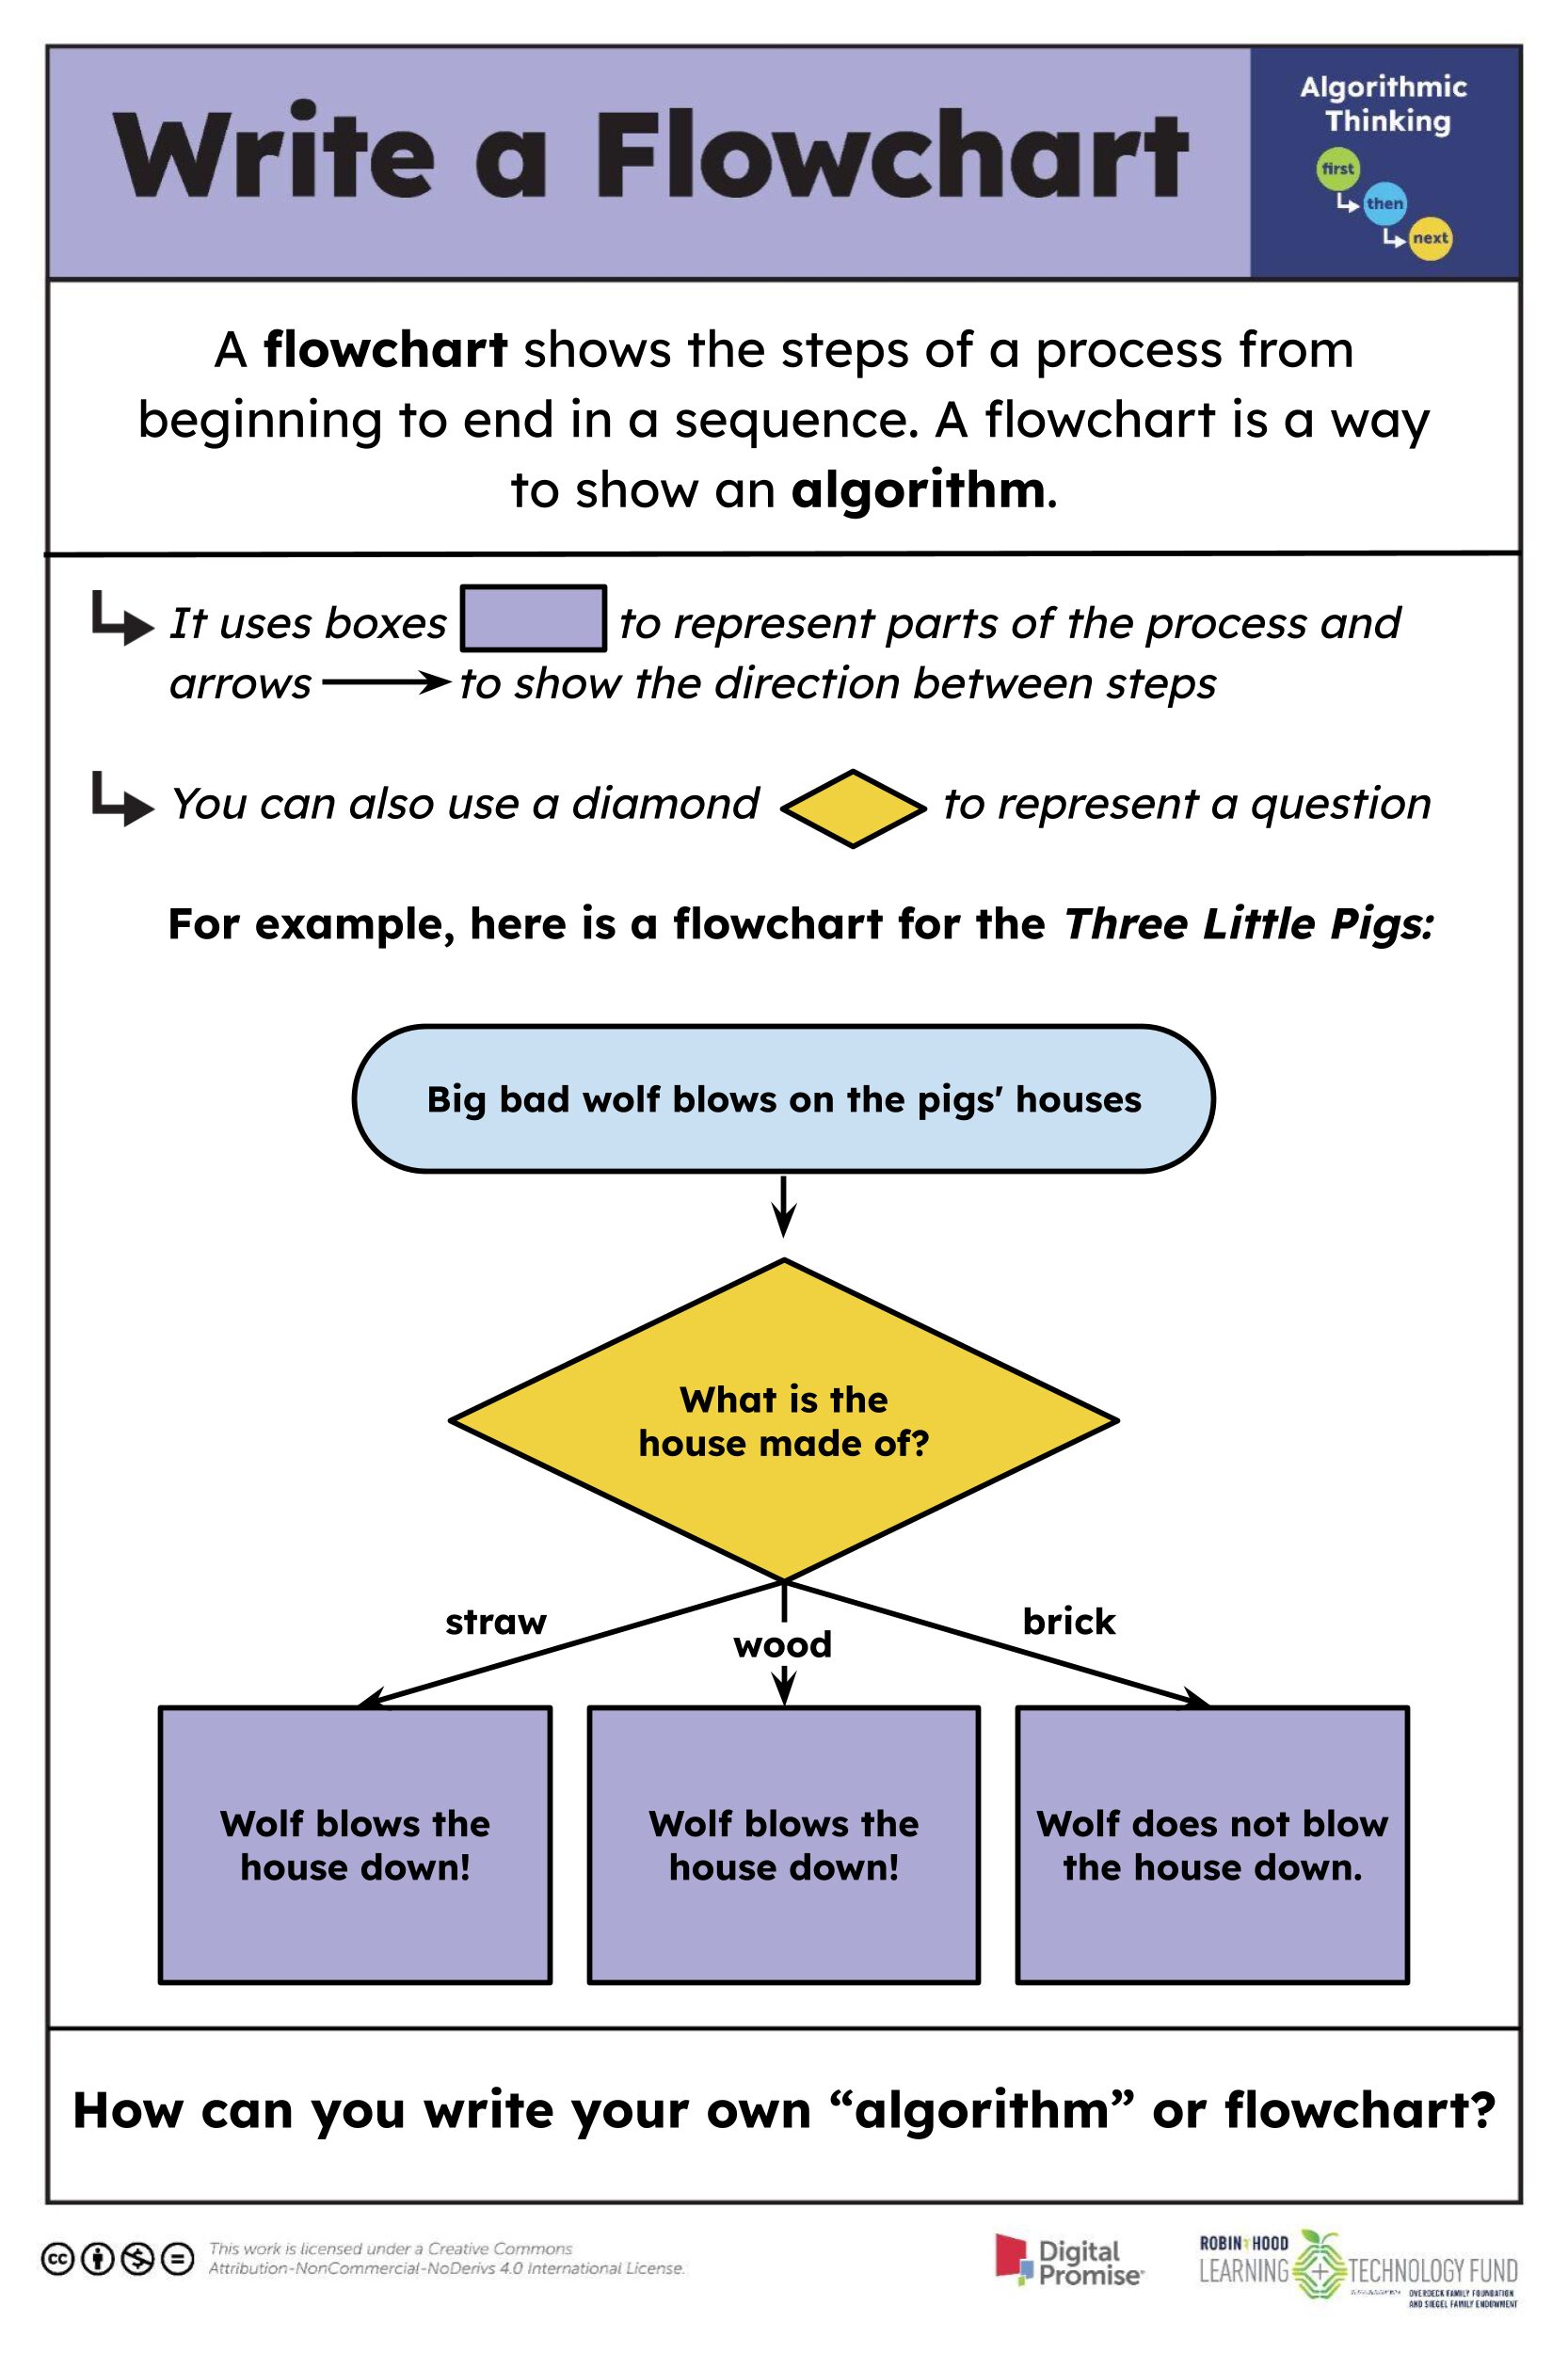 Write a Flowchart
Algorithmic
Thinking
first
then
next
A flowchart shows the steps of a process from
beginning to end in a sequence. A flowchart is a way
to show an algorithm.
It uses boxes to represent parts of the process and
arrows to show the direction between steps
You can also use a diamond to represent a question
For example, here is a flowchart for the Three Little Pigs:
Big bad wolf blows on the pigs' houses
What is the
house made of?
straw
wood
brick
Wolf blows the
house down!
Wolf blows the
house down!
Wolf does not blow
the house down.
How can you write your own “algorithm” or flowchart?
cc
This work is licensed under a Creative Commons
Attribution-NonCommercial-NoDerivs 4.0 International License.
Digital
Promise
ROBIN HOOD
LEARNING + TECHNOLOGY FUND
OVERDECK FAMILY FOUNDATION
AND SIEGEL FAMILY ENDOWMENT